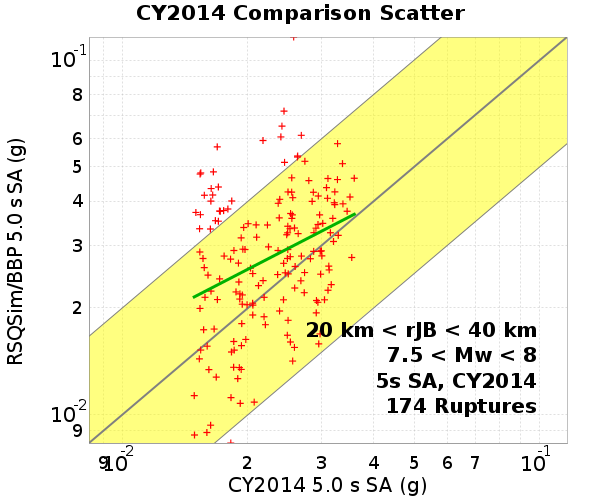 CY2014 Comparison Scatter
RSQSim/BBP 5.0 s SA (g)
10-1
8
6
5
4
3
2
10-2
9
20 km < rJB < 40 km
7.5 < Mw < 8
5s SA, CY2014
174 Ruptures
9 10-2 2 3 4 5 6 7 10-1
CY2014 5.0 s SA (g)